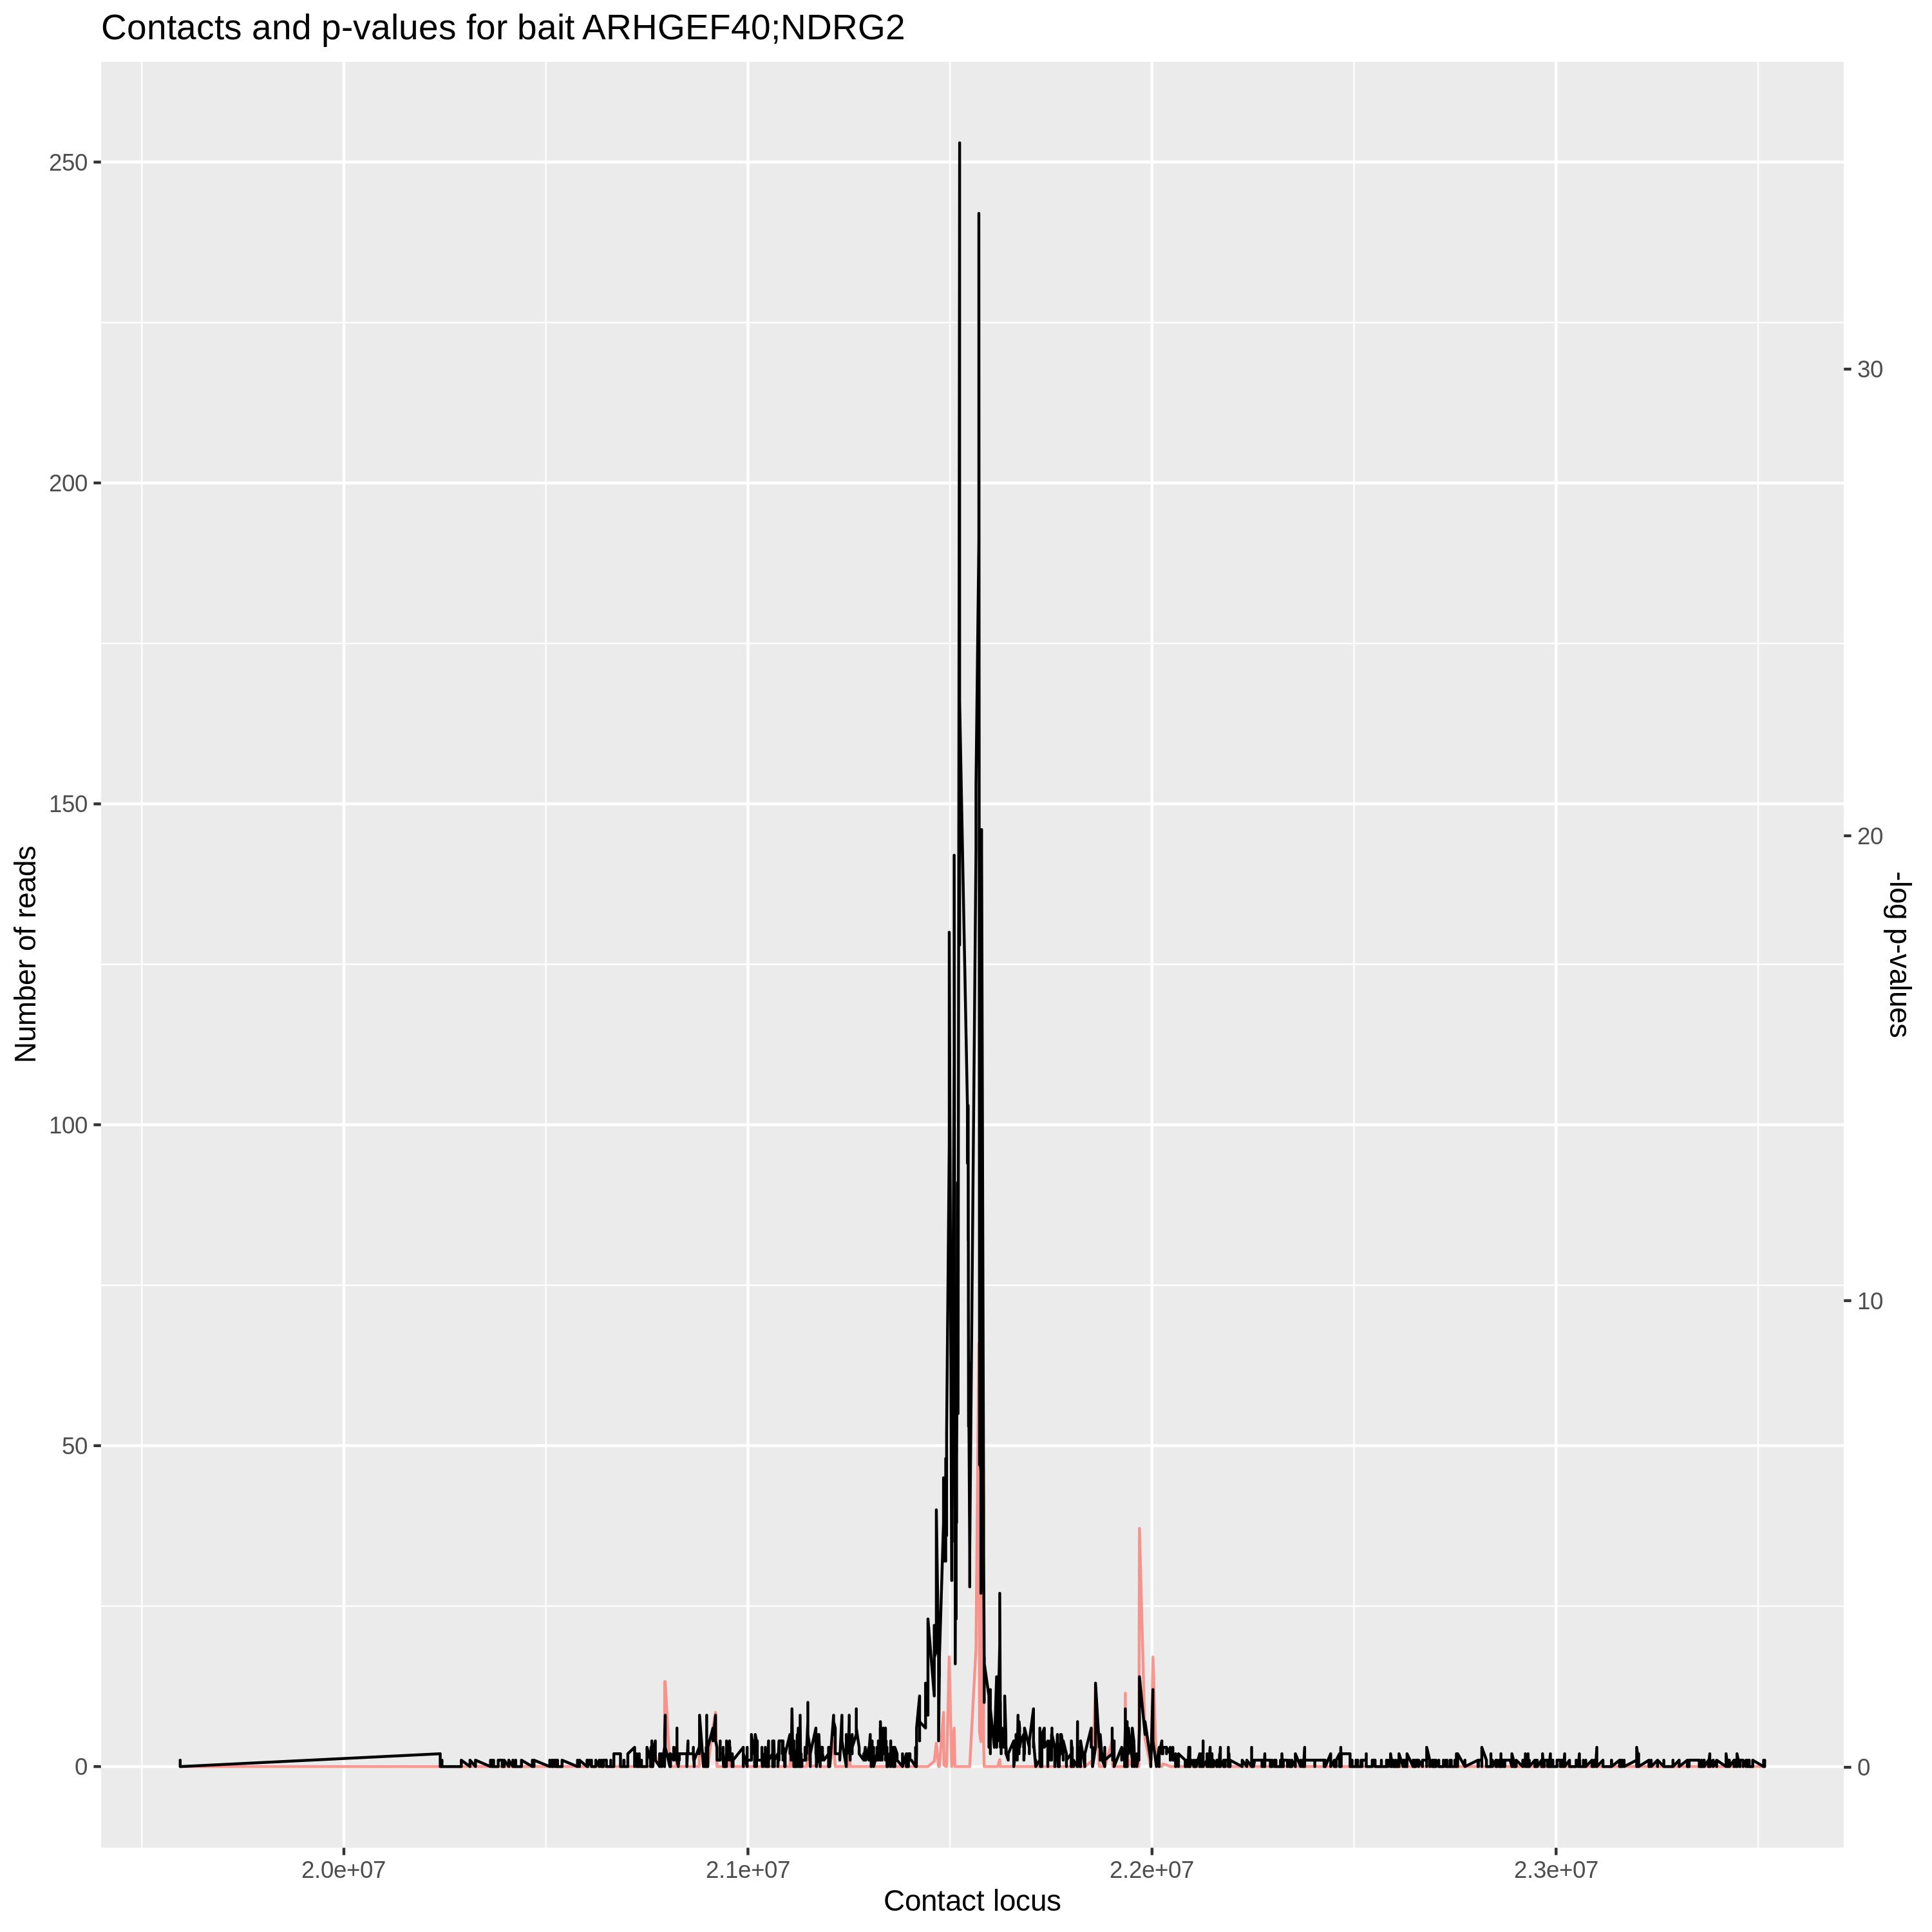 Contacts and p-values for bait ARHGEF40;NDRG2
250
200
150
100
50
0
Number of reads
30
20
10
0
-log p-values
2.0e+07
2.1e+07
2.2e+07
2.3e+07
Contact locus